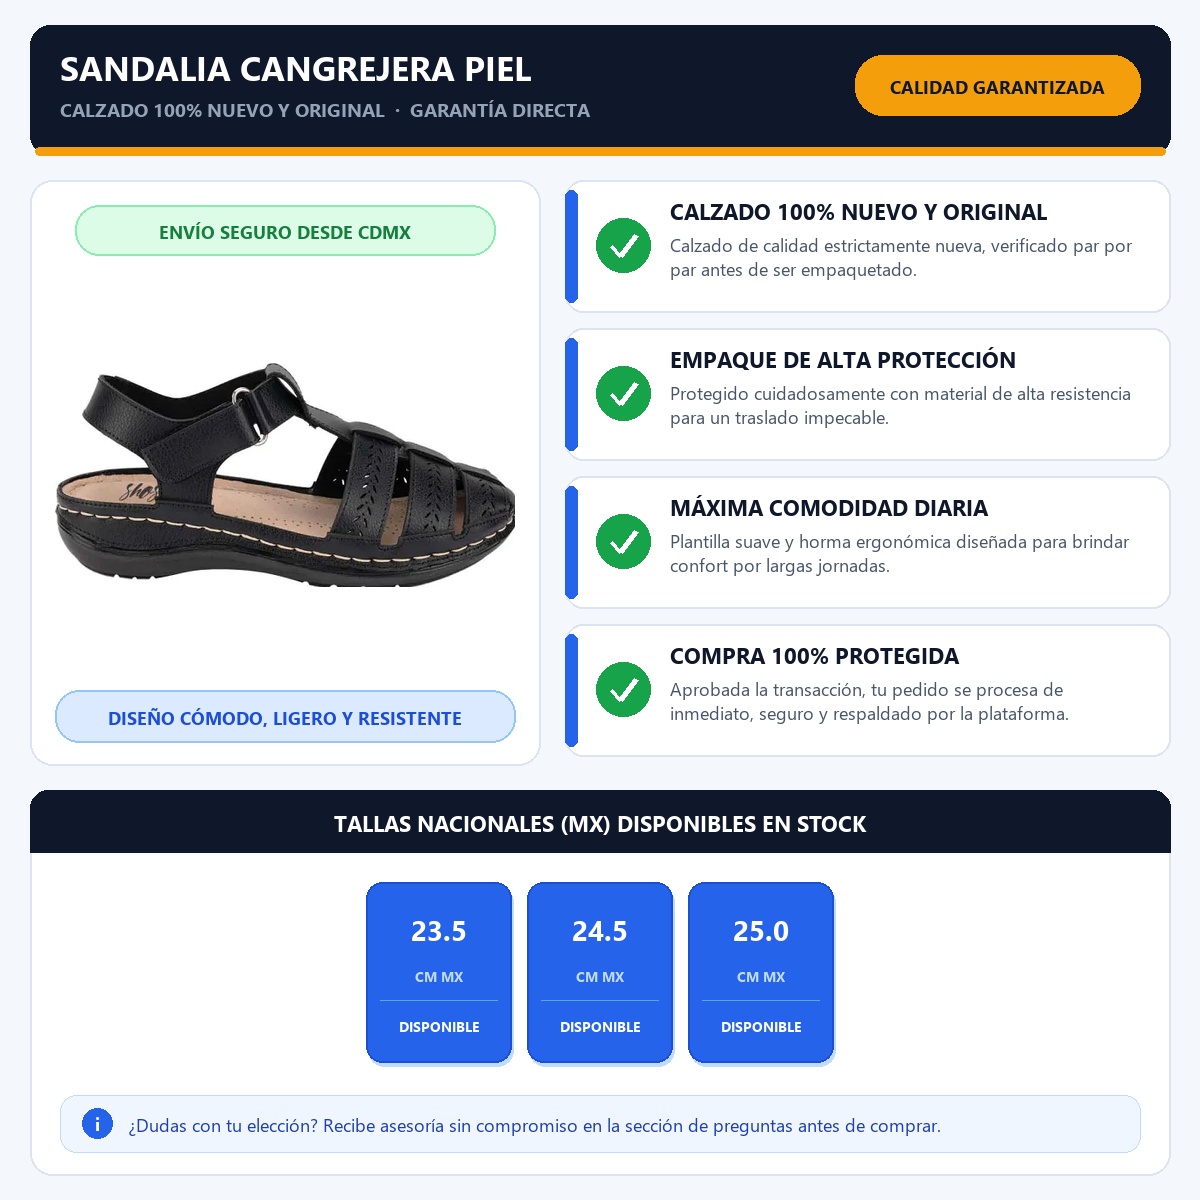 SANDALIA CANGREJERA PIEL
CALZADO 100% NUEVO Y ORIGINAL · GARANTÍA DIRECTA
CALIDAD GARANTIZADA
ENVÍO SEGURO DESDE CDMX
DISEÑO CÓMODO, LIGERO Y RESISTENTE
CALZADO 100% NUEVO Y ORIGINAL
Calzado de calidad estrictamente nueva, verificado par por
par antes de ser empaquetado.
EMPAQUE DE ALTA PROTECCIÓN
Protegido cuidadosamente con material de alta resistencia
para un traslado impecable.
MÁXIMA COMODIDAD DIARIA
Plantilla suave y horma ergonómica diseñada para brindar
confort por largas jornadas.
COMPRA 100% PROTEGIDA
Aprobada la transacción, tu pedido se procesa de
inmediato, seguro y respaldado por la plataforma.
TALLAS NACIONALES (MX) DISPONIBLES EN STOCK
23.5
CM MX
DISPONIBLE
24.5
CM MX
DISPONIBLE
25.0
CM MX
DISPONIBLE
¿Dudas con tu elección? Recibe asesoría sin compromiso en la sección de preguntas antes de comprar.